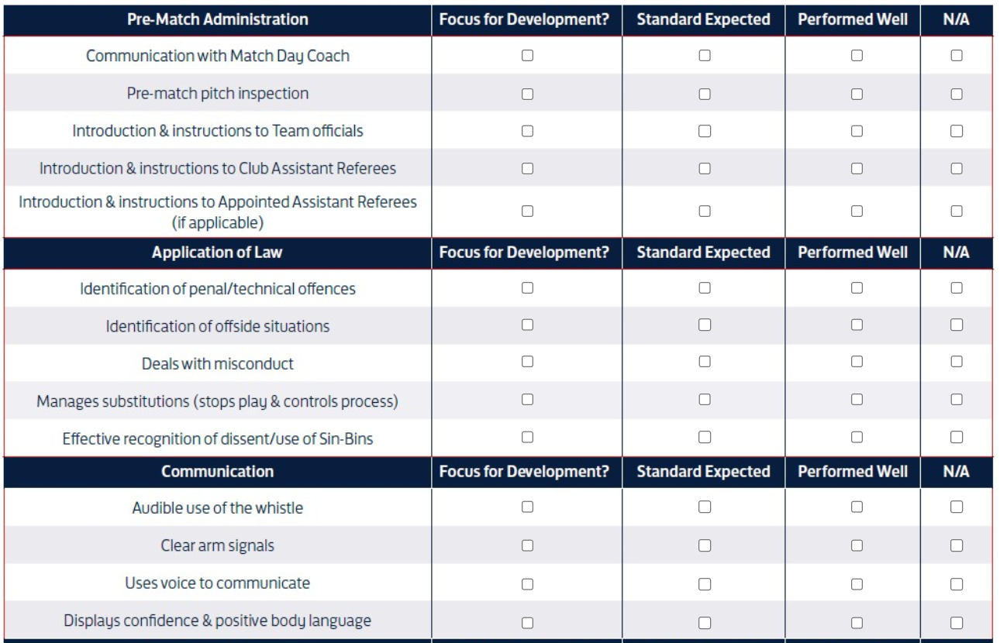 Pre-Match Administration Focus for Development? Standard Expected Performed Well N/A
Communication with Match Day Coach
Pre-match pitch inspection
Introduction & instructions to Team officials
Introduction & instructions to Club Assistant Referees
Introduction & instructions to Appointed Assistant Referees
(if applicable)
Application of Law Focus for Development? Standard Expected Performed Well N/A
Identification of penal/technical offences
Identification of offside situations
Deals with misconduct
Manages substitutions (stops play & controls process)
Effective recognition of dissent/use of Sin-Bins
Communication Focus for Development? Standard Expected Performed Well N/A
Audible use of the whistle
Clear arm signals
Uses voice to communicate
Displays confidence & positive body language